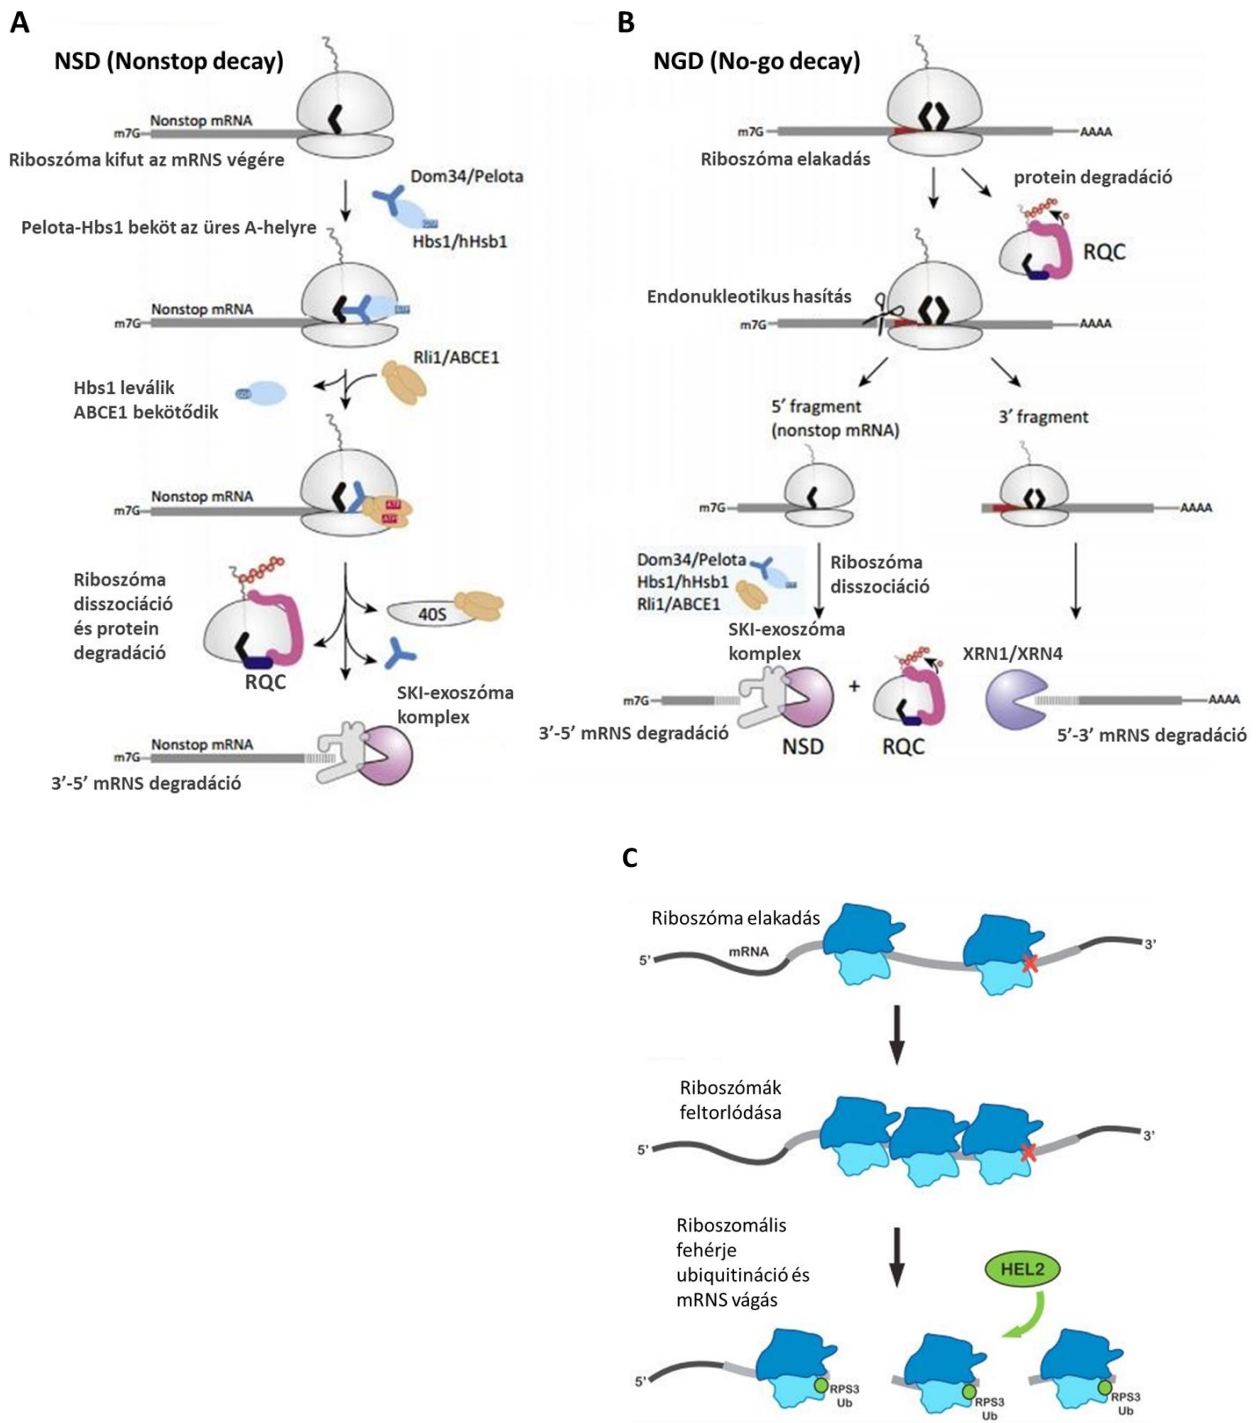 A
NSD (Nonstop decay)
Nonstop mRNA
m7G
Riboszóma kifut az mRNS végére
Dom34/Pelota
Pelota-Hbs1 beköt az üres A-helyre
Hbs1/hHsb1
Nonstop mRNA
m7G
Rli1/ABCE1
Hbs1 leválik
ABCE1 bekötődik
Nonstop mRNA
m7G
ATP
ATP
Riboszóma
disszociáció
és protein
degradáció
RQC
40S
SKI-exoszóma
komplex
Nonstop mRNA
m7G
3’-5’ mRNS degradáció
B
NGD (No-go decay)
m7G
AAAA
Riboszóma elakadás
protein degradáció
RQC
Endonukleotikus hasítás
m7G
AAAA
5′ fragment
(nonstop mRNA)
3′ fragment
m7G
AAAA
Dom34/Pelota
Hbs1/hHsb1
Rli1/ABCE1
Riboszóma
disszociáció
SKI-exoszóma
komplex
XRN1/XRN4
m7G
+
AAAA
3’-5’ mRNS degradáció
NSD
RQC
5’-3’ mRNS degradáció
C
Riboszóma elakadás
mRNA
5’
3’
Riboszómák
feltorlódása
5’
3’
Riboszomális
fehérje
ubiquitináció és
mRNS vágás
HEL2
5’
RPS3
Ub
RPS3
Ub
RPS3
Ub